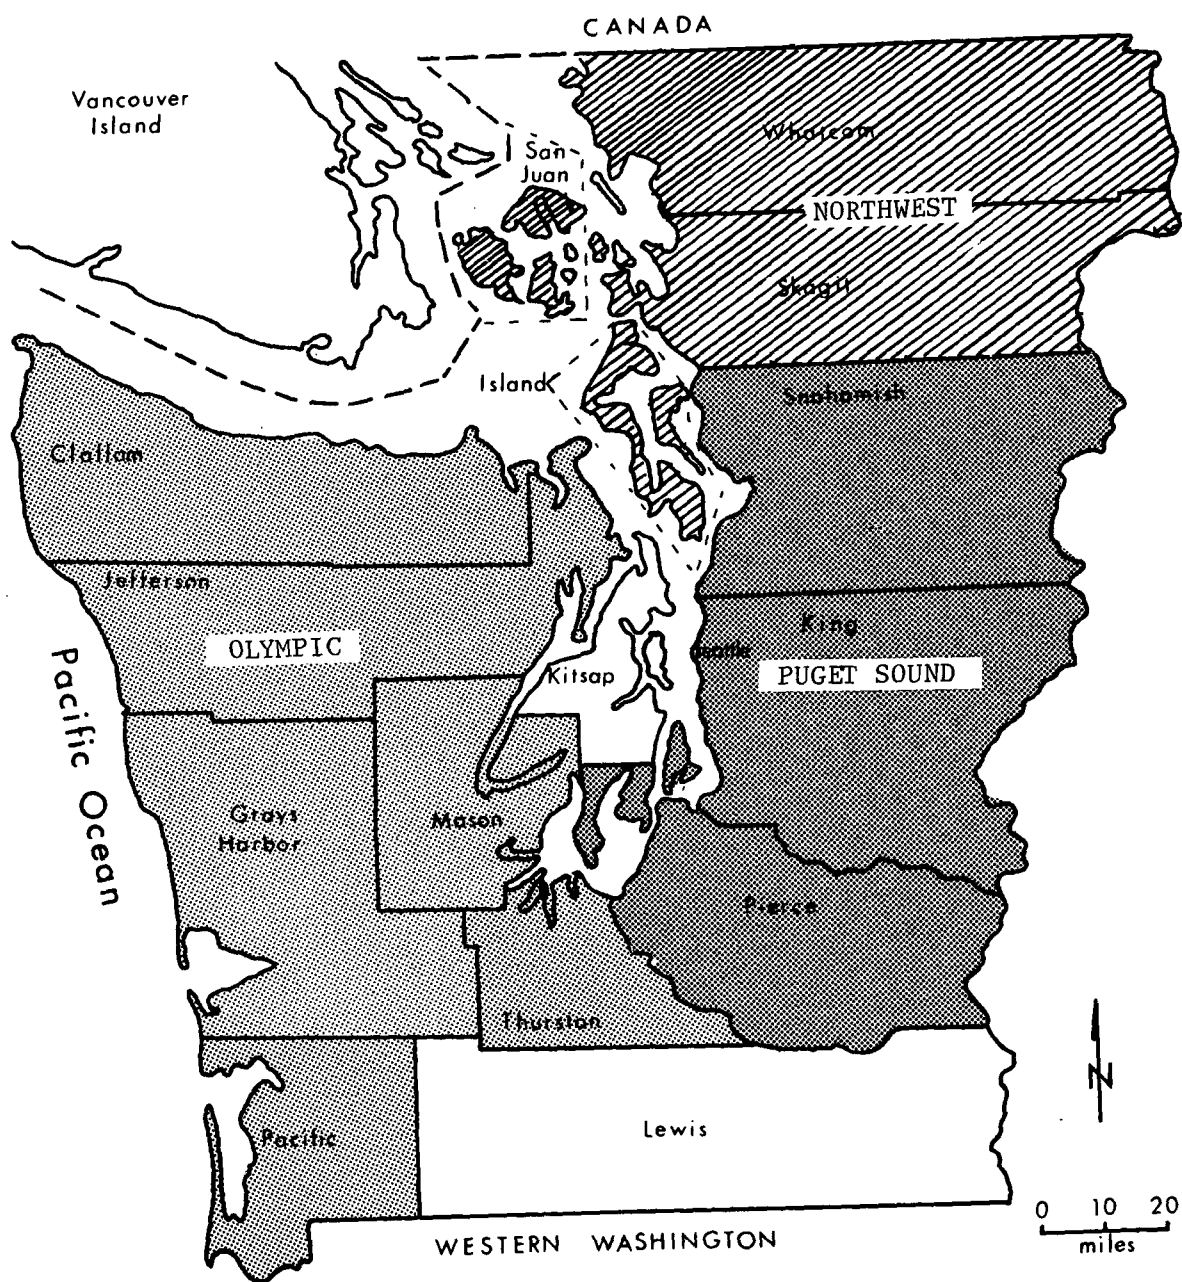 CANADA
Vancouver
Island
San
Juan
Whatcom
NORTHWEST
Skagit
Island
Snohomish
Clallam
Jefferson
OLYMPIC
King
Seattle
PUGET SOUND
Kitsap
Pacific Ocean
Grays
Harbor
Mason
Pierce
Thurston
N
Pacific
Lewis
0 10 20
miles
WESTERN WASHINGTON